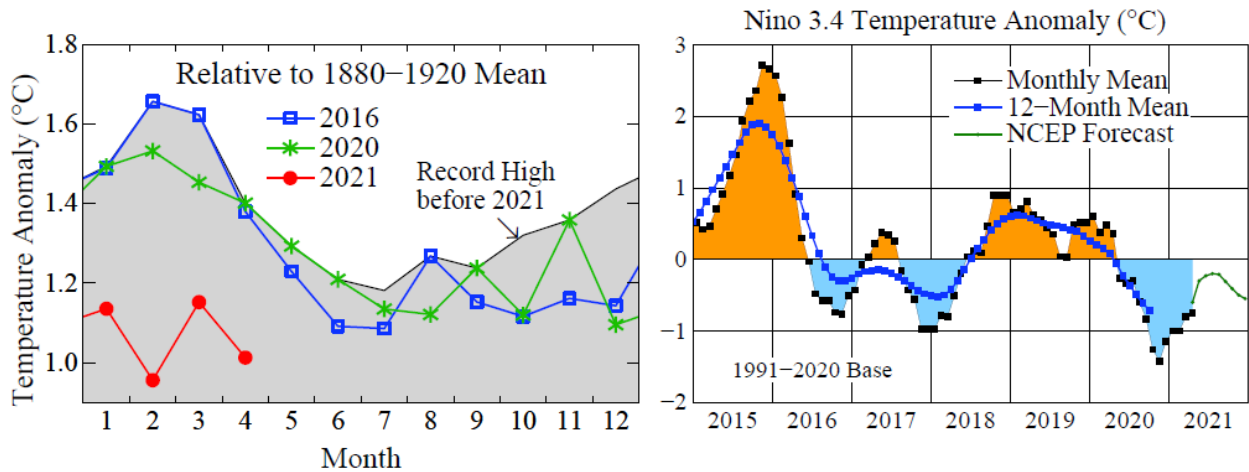 Temperature Anomaly (°C)
1.8
1.6
1.4
1.2
1.0
Relative to 1880−1920 Mean
2016
2020
2021
Record High
before 2021
1 2 3 4 5 6 7 8 9 10 11 12
Month
Nino 3.4 Temperature Anomaly (°C)
3
2
1
0
−1
−2
Monthly Mean
12−Month Mean
NCEP Forecast
1991−2020 Base
2015 2016 2017 2018 2019 2020 2021